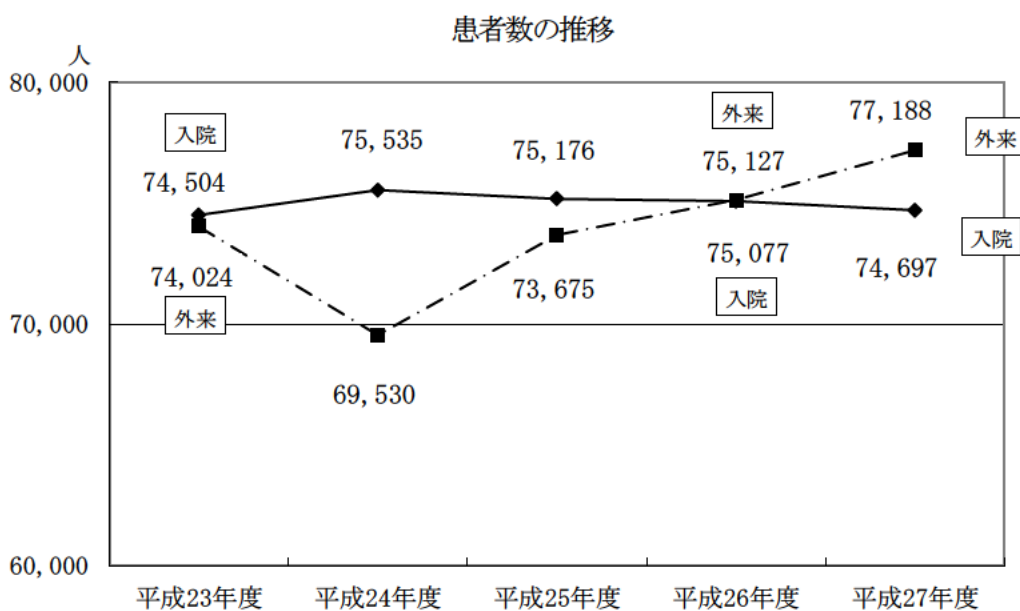 患者数の推移
人
80,000
70,000
60,000
入院
74,504
74,024
外来
75,535
69,530
75,176
73,675
外来
75,127
75,077
入院
77,188
外来
入院
74,697
平成23年度 平成24年度 平成25年度 平成26年度 平成27年度